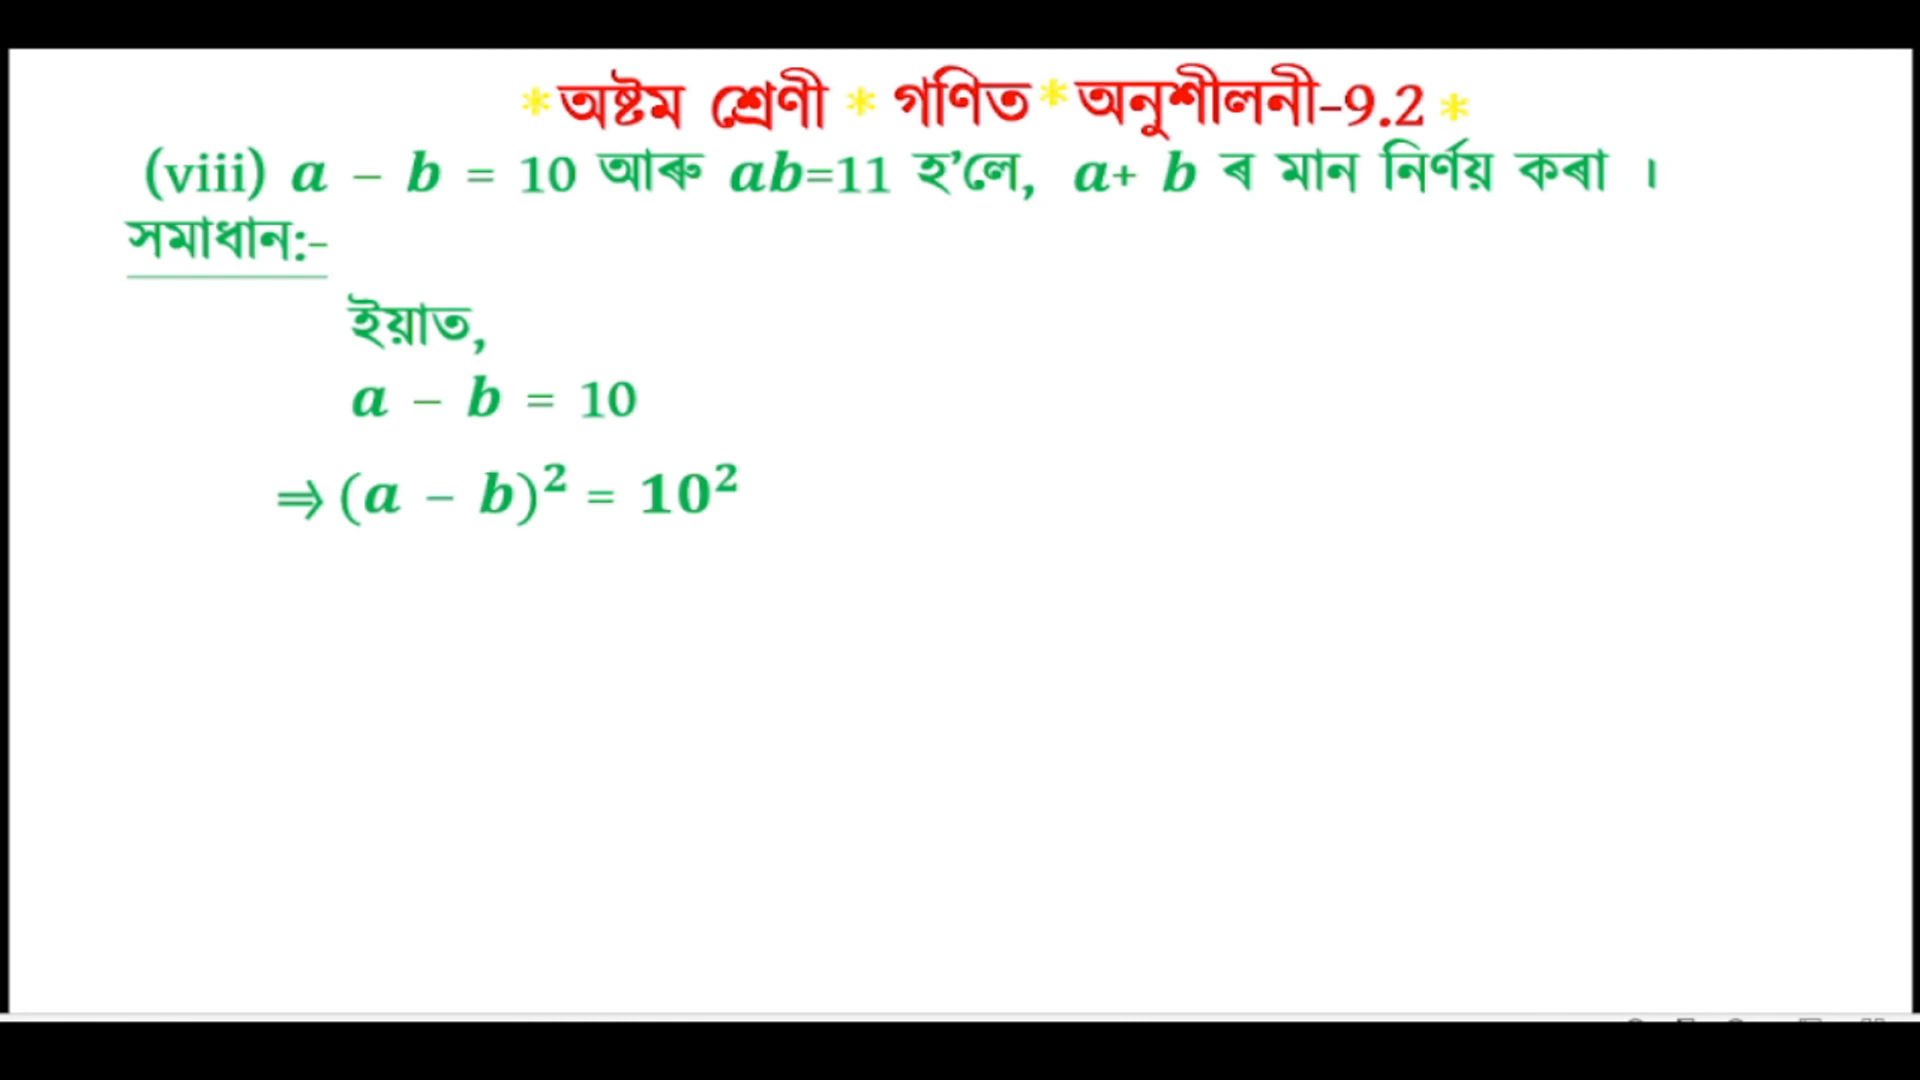 *অষ্টম শ্ৰেণী * গণিত *অনুশীলনী-9.2 *
(viii) a − b = 10 আৰু ab=11 হ’লে, a+ b ৰ মান নিৰ্ণয় কৰা ।
সমাধান:-
ইয়াত,
a − b = 10
⇒ (a − b)² = 10²